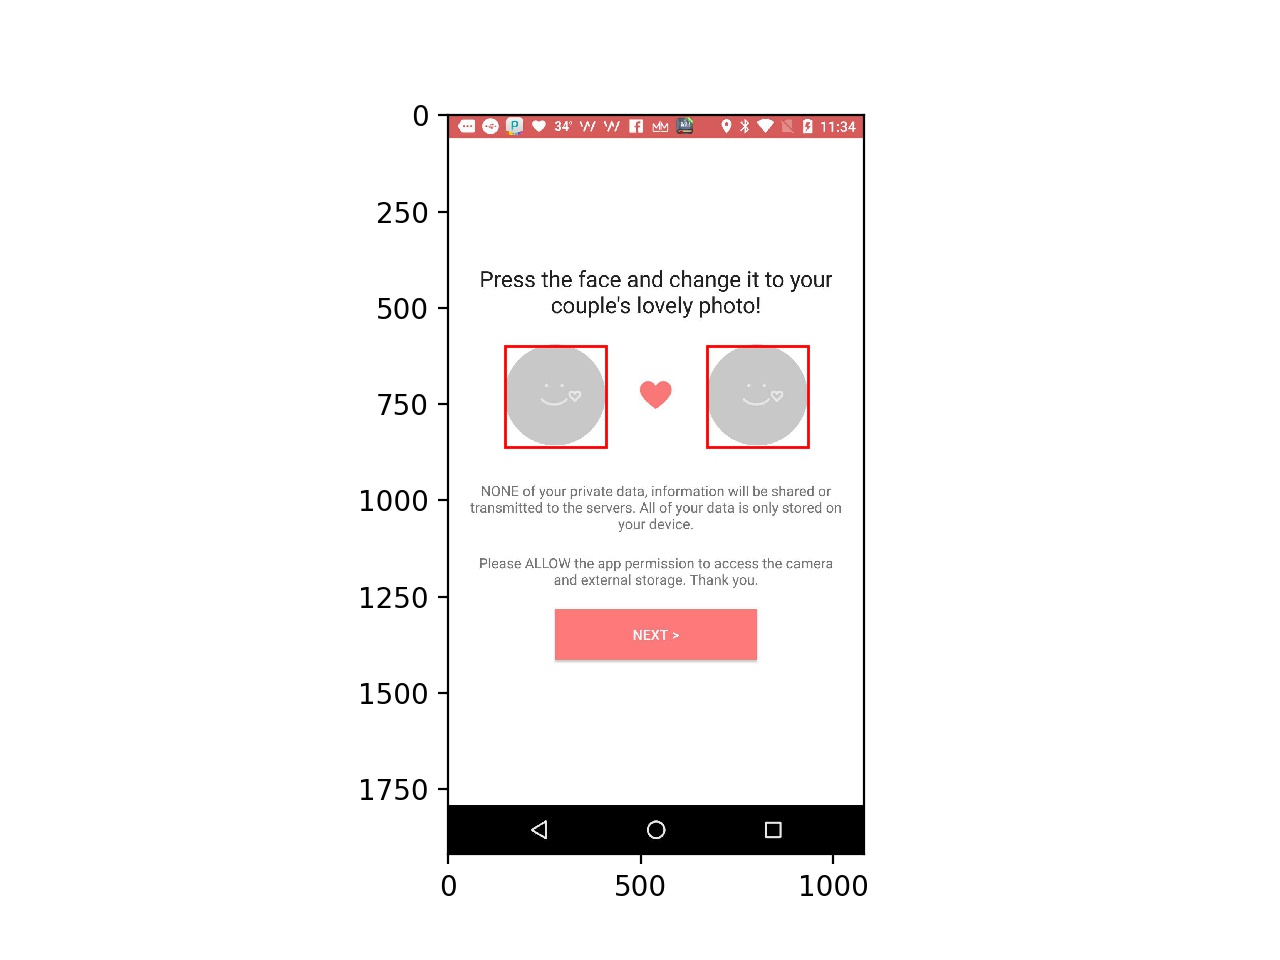 34°
11:34
Press the face and change it to your
couple's lovely photo!
NONE of your private data, information will be shared or
transmitted to the servers. All of your data is only stored on
your device.
Please ALLOW the app permission to access the camera
and external storage. Thank you.
NEXT >
0
250
500
750
1000
1250
1500
1750
0
500
1000